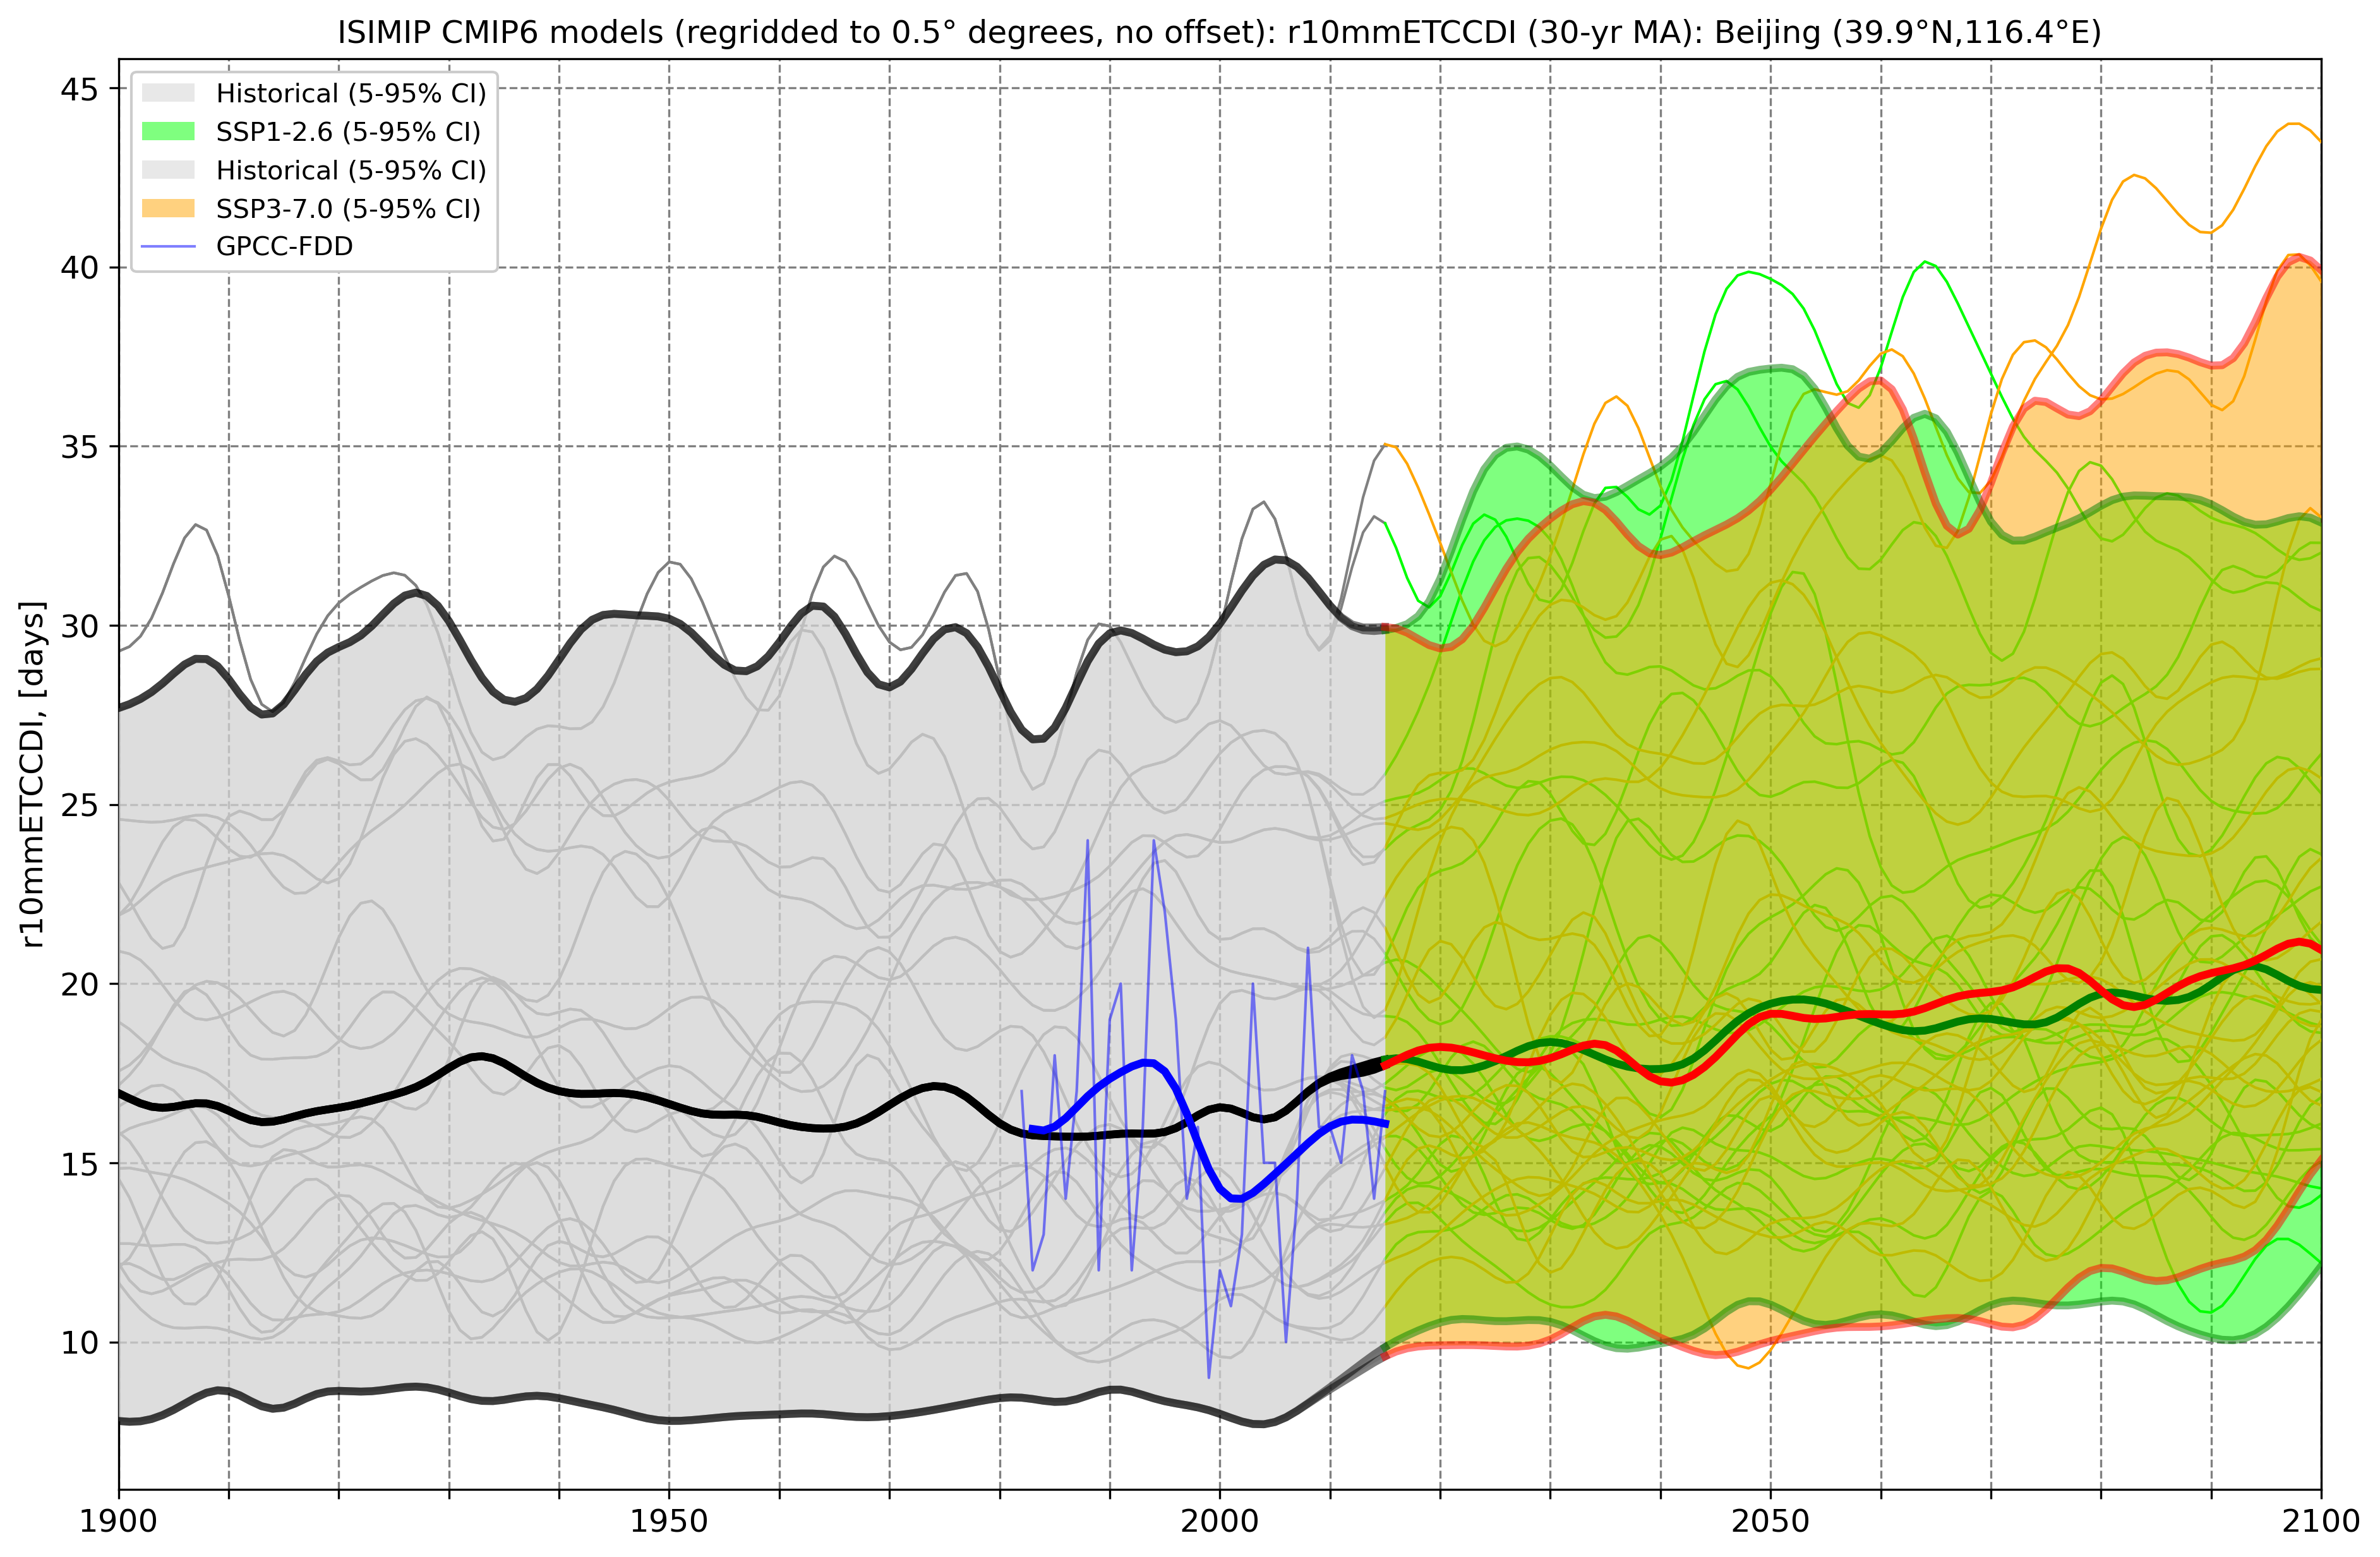 ISIMIP CMIP6 models (regridded to 0.5° degrees, no offset): r10mmETCCDI (30-yr MA): Beijing (39.9°N,116.4°E)
Historical (5-95% CI)
SSP1-2.6 (5-95% CI)
Historical (5-95% CI)
SSP3-7.0 (5-95% CI)
GPCC-FDD
r10mmETCCDI, [days]
45
40
35
30
25
20
15
10
1900
1950
2000
2050
2100